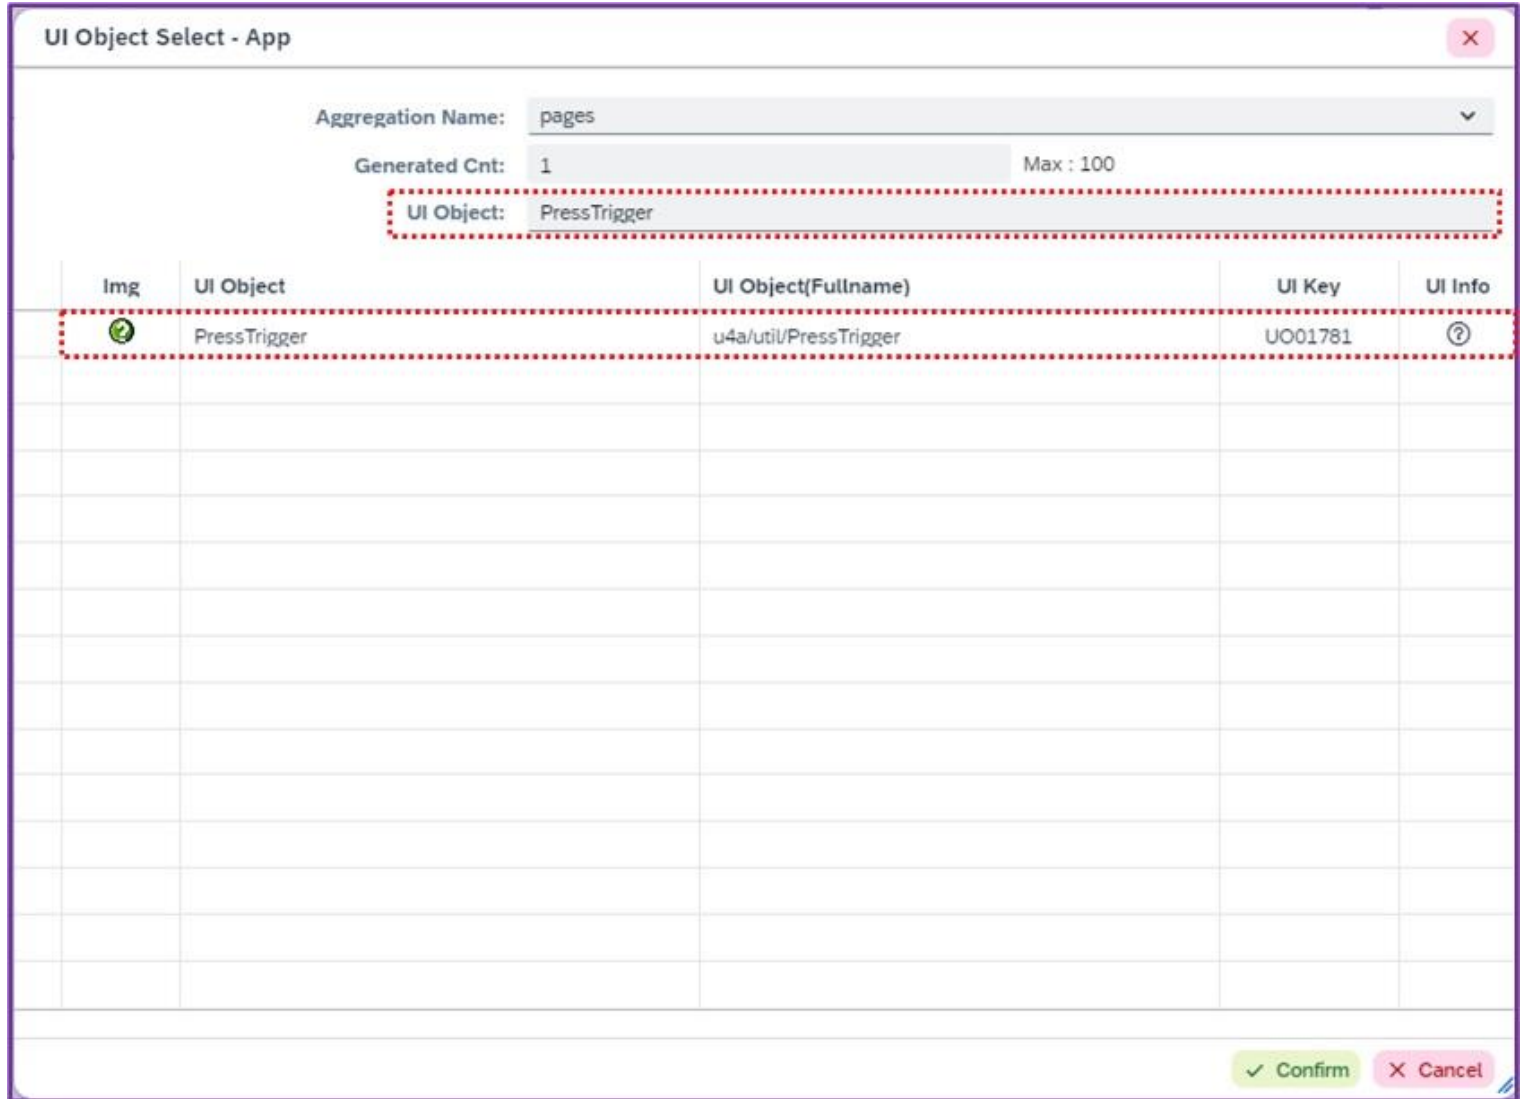 UI Object Select - App
Aggregation Name: pages
Generated Cnt: 1 Max : 100
UI Object: PressTrigger
Img UI Object UI Object(Fullname) UI Key UI Info
PressTrigger u4a/util/PressTrigger UO01781
Confirm Cancel